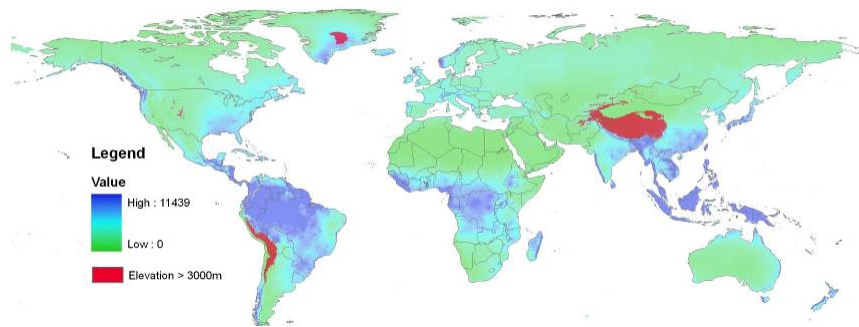 Legend
Value
High : 11439
Low : 0
Elevation > 3000m